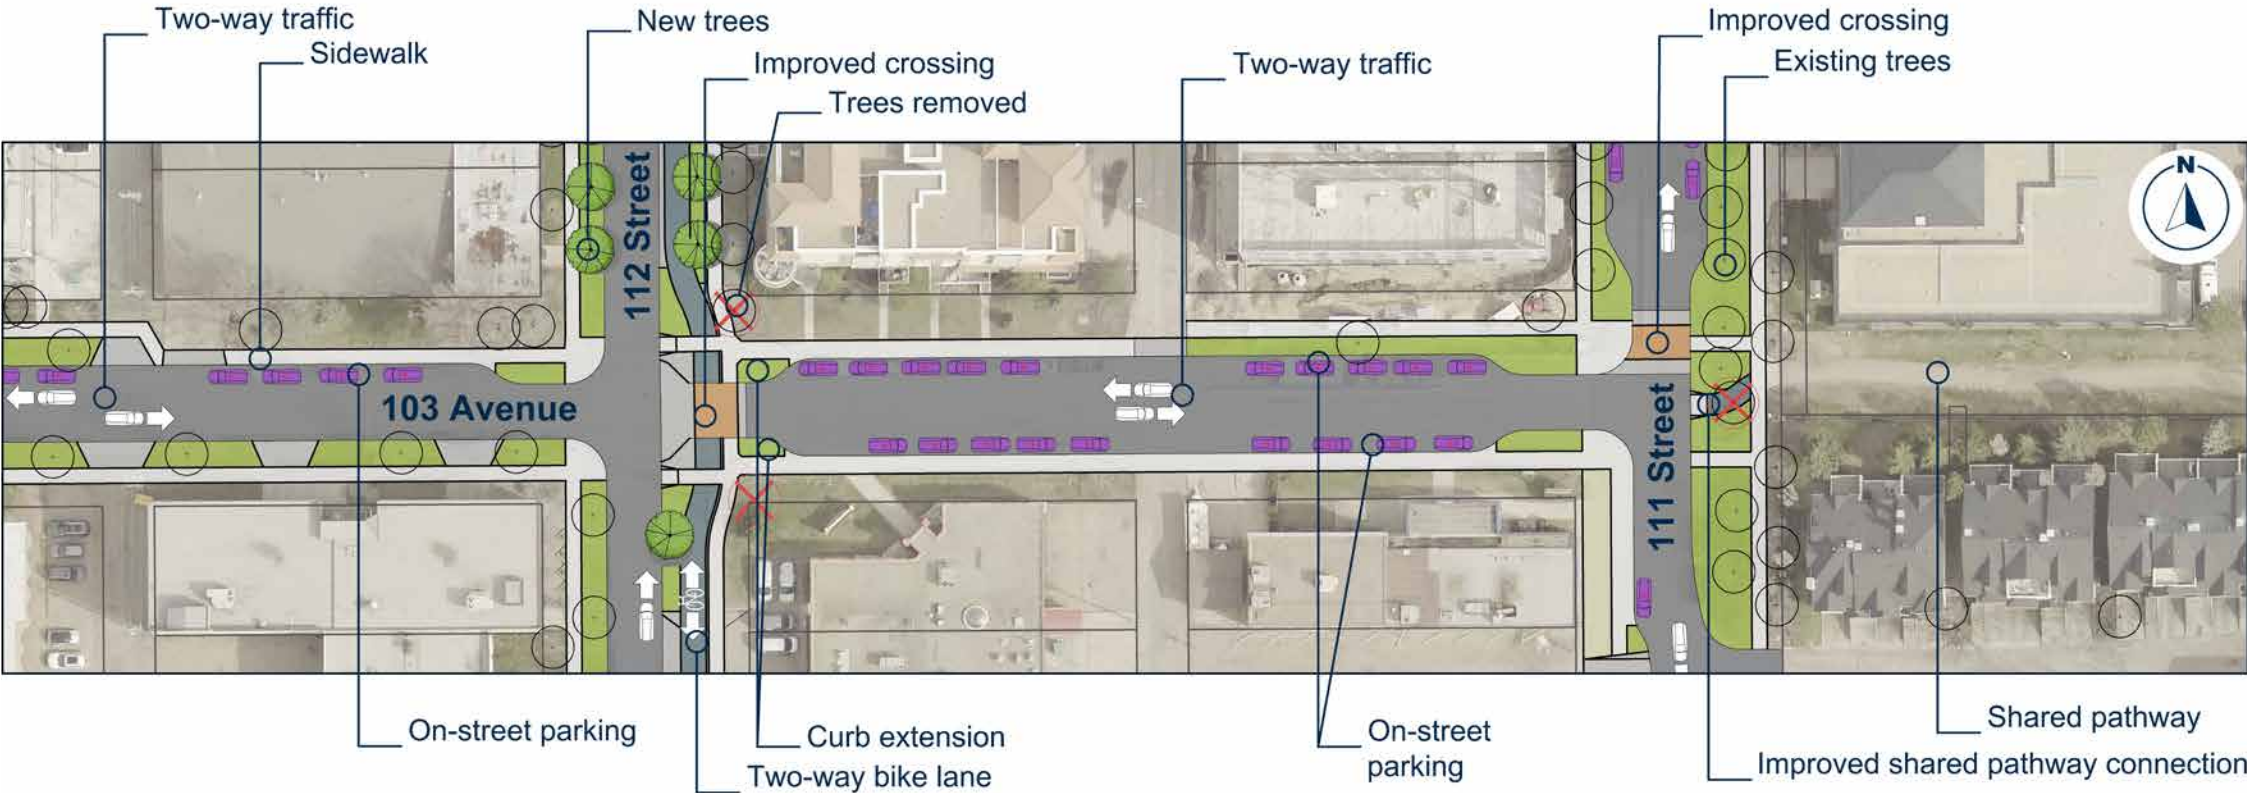 Two-way traffic
Sidewalk
New trees
Improved crossing
Trees removed
Two-way traffic
Improved crossing
Existing trees
N
112 Street
103 Avenue
111 Street
On-street parking
Curb extension
Two-way bike lane
On-street
parking
Shared pathway
Improved shared pathway connection